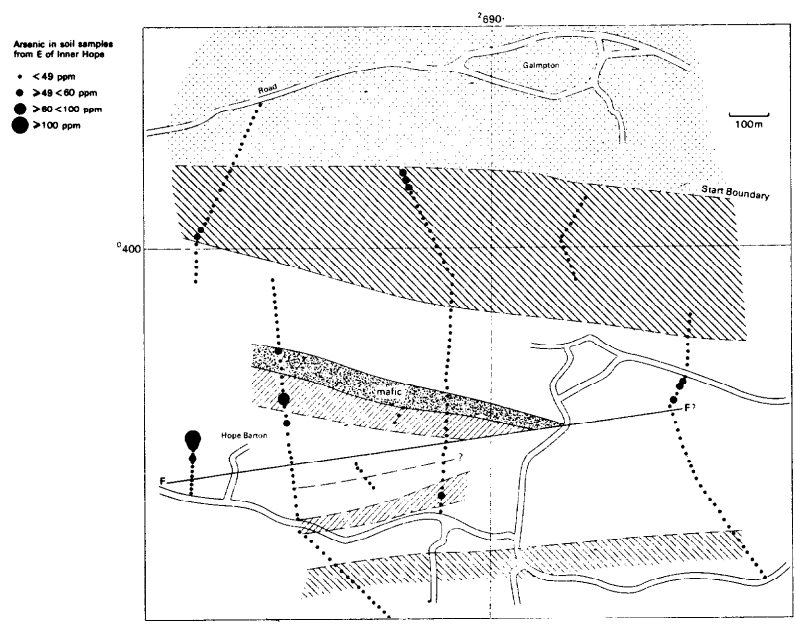 ²690·
Arsenic in soil samples
from E of Inner Hope
< 49 ppm
⩾49 <60 ppm
>60 <100 ppm
⩾100 ppm
Galmpton
Road
100m
Start Boundary
⁰400
mafic
F?
Hope Barton
?
F